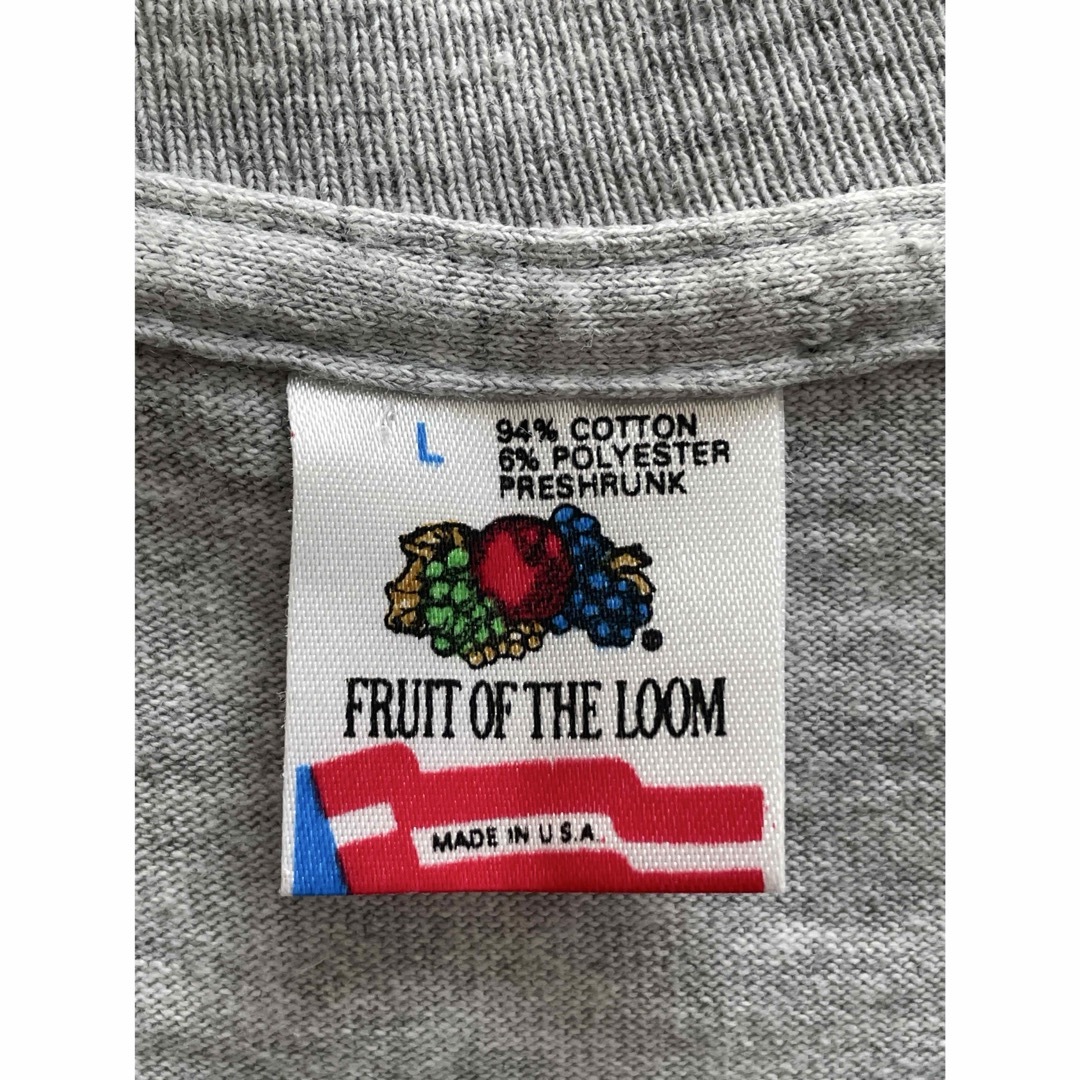 L
94% COTTON
6% POLYESTER
PRESHRUNK
FRUIT OF THE LOOM
MADE IN U.S.A.